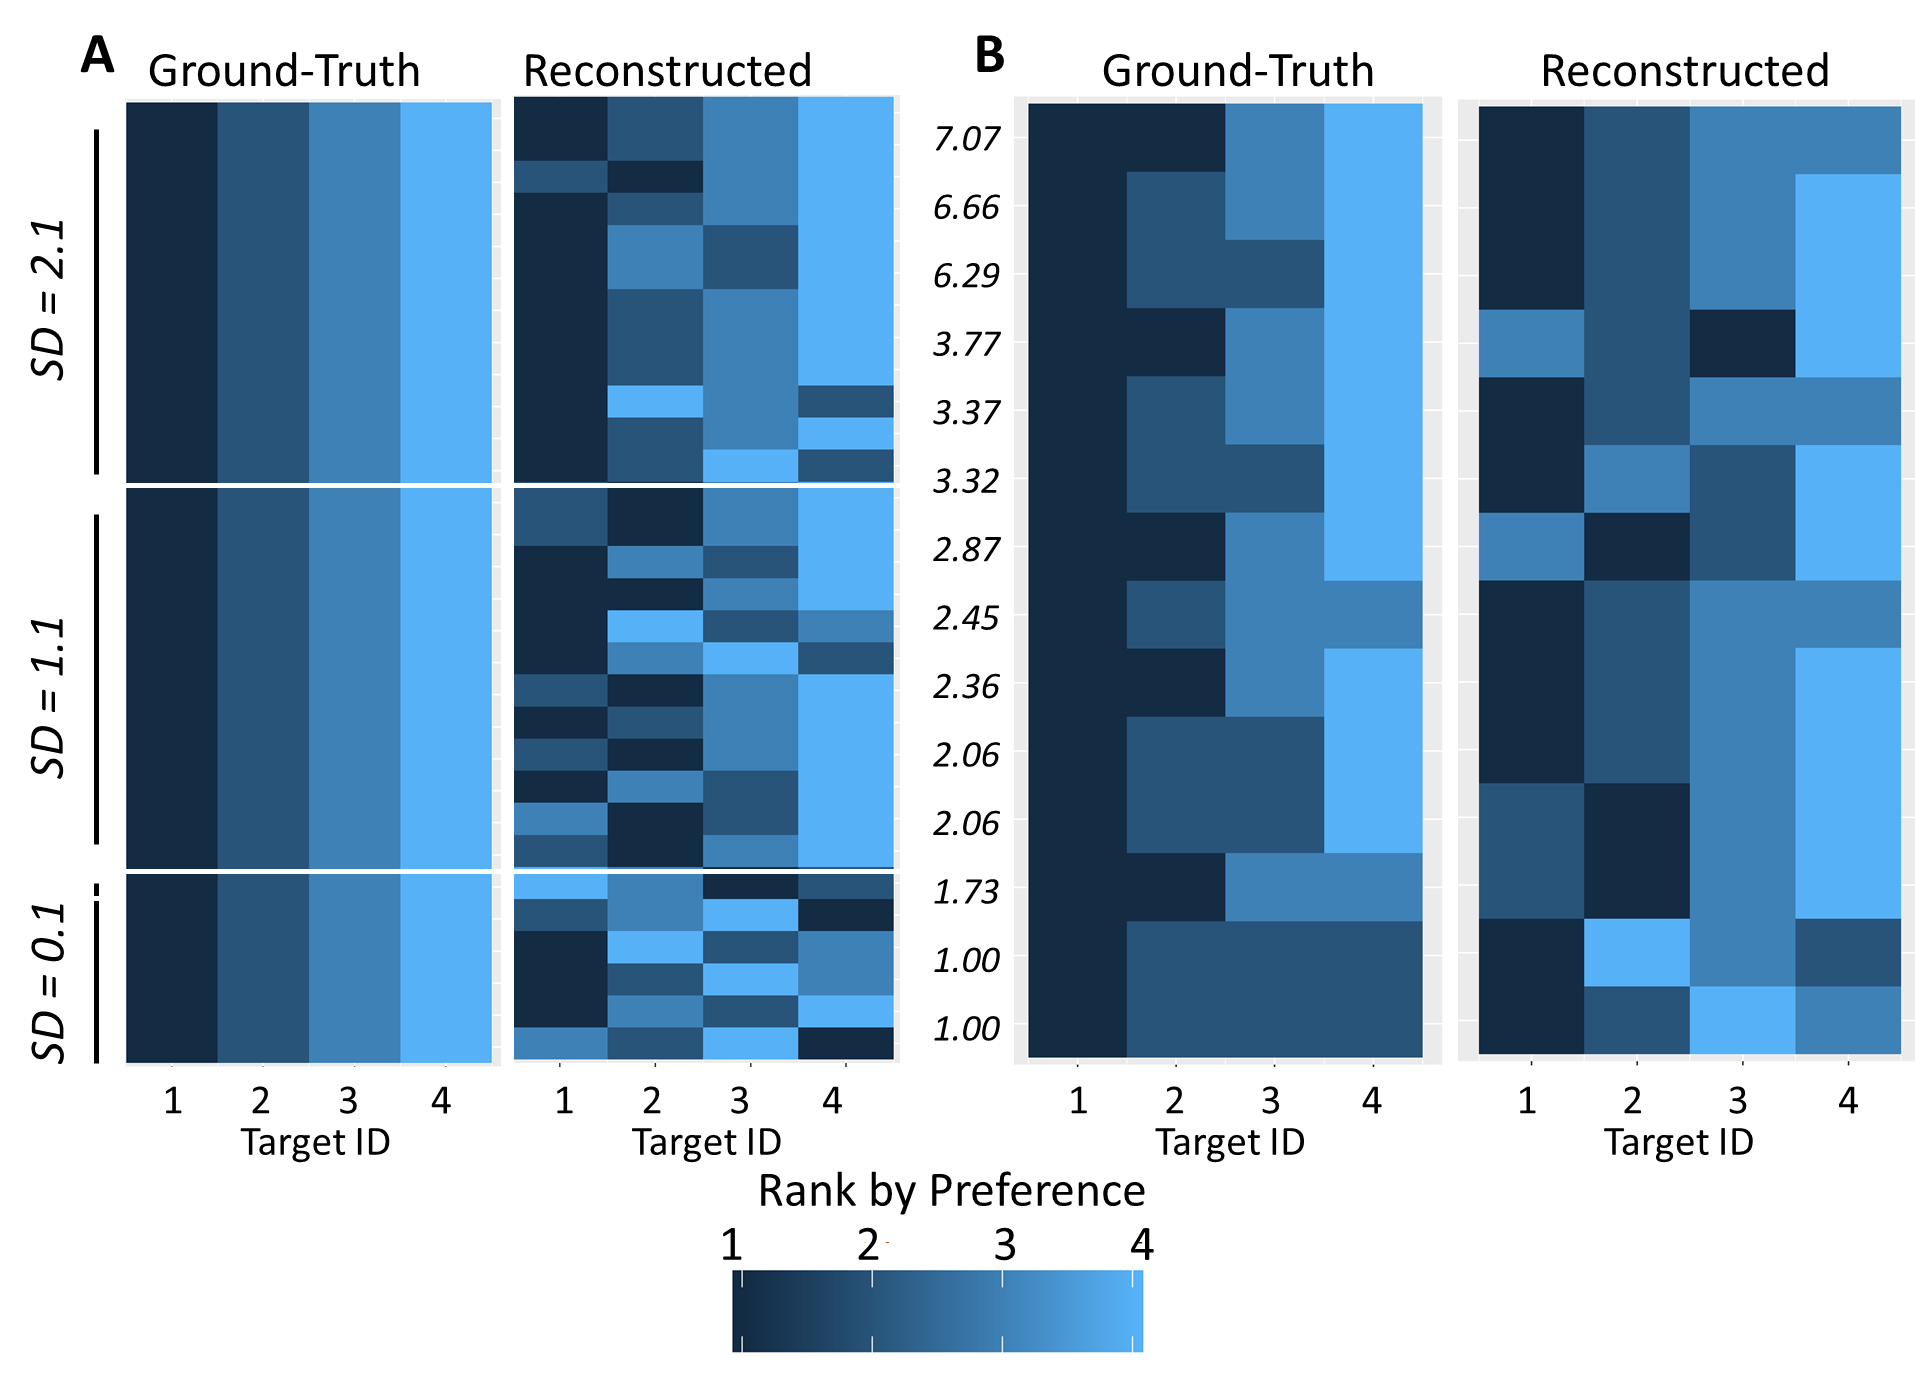 A
Ground-Truth
Reconstructed
B
Ground-Truth
Reconstructed
SD = 2.1
SD = 1.1
SD = 0.1
7.07
6.66
6.29
3.77
3.37
3.32
2.87
2.45
2.36
2.06
2.06
1.73
1.00
1.00
1 2 3 4
1 2 3 4
1 2 3 4
1 2 3 4
Target ID
Target ID
Target ID
Target ID
Rank by Preference
1 2 3 4